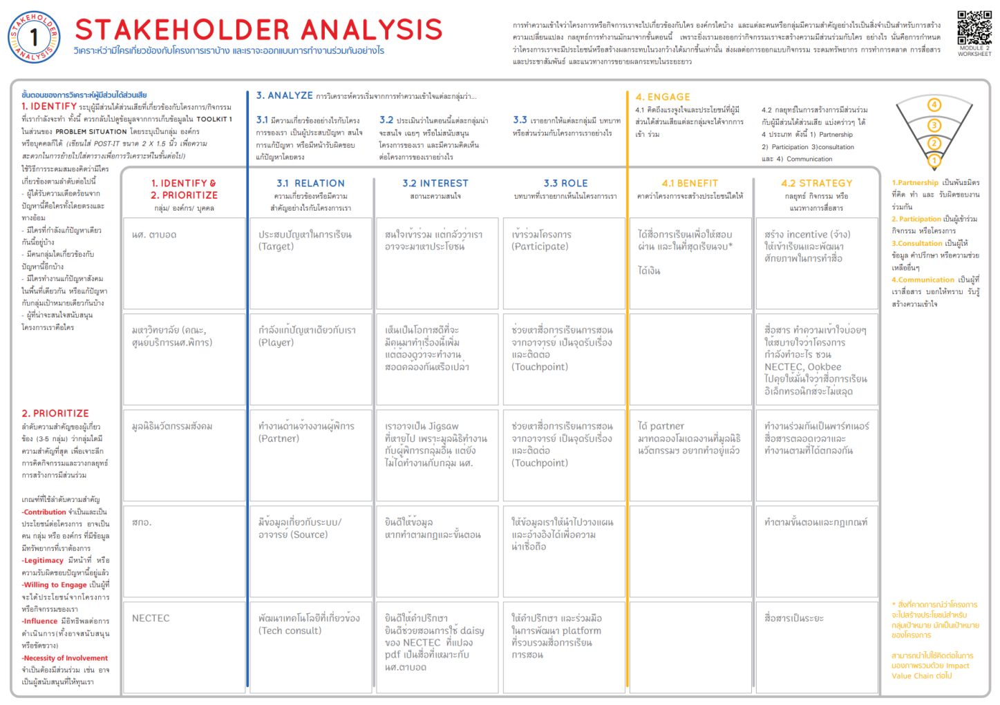 STAKEHOLDER
1
ANALYSIS
STAKEHOLDER ANALYSIS
วิเคราะห์ว่ามีใครเกี่ยวข้องกับโครงการเราบ้าง และเราจะออกแบบการทำงานร่วมกันอย่างไร
การทำความเข้าใจว่าโครงการหรือกิจการเราจะไปเกี่ยวข้องกับใคร องค์กรใดบ้าง และแต่ละคนหรือกลุ่มมีความสำคัญอย่างไรเป็นสิ่งจำเป็นสำหรับการสร้าง
ความเปลี่ยนแปลง กลยุทธ์การทำงานมักมาจากขั้นตอนนี้ เพราะยิ่งเรามองออกว่ากิจกรรมเราจะสร้างความมีส่วนร่วมกับใคร อย่างไร นั่นคือการกำหนด
ว่าโครงการเราจะมีประโยชน์หรือสร้างผลกระทบในวงกว้างได้มากขึ้นเท่านั้น ส่งผลต่อการออกแบบกิจกรรม ระดมทรัพยากร การทำการตลาด การสื่อสาร
และประชาสัมพันธ์ และแนวทางการขยายผลกระทบในระยะยาว
MODULE 2
WORKSHEET
ขั้นตอนของการวิเคราะห์ผู้มีส่วนได้ส่วนเสีย
1. IDENTIFY ระบุผู้มีส่วนได้ส่วนเสียที่เกี่ยวข้องกับโครงการ/กิจกรรม
ที่เรากำลังจะทำ ทั้งนี้ ควรกลับไปดูข้อมูลจากการเก็บข้อมูลใน TOOLKIT 1
ในส่วนของ PROBLEM SITUATION โดยระบุเป็นกลุ่ม องค์กร
หรือบุคคลก็ได้ (เขียนใส่ POST-IT ขนาด 2 X 1.5 นิ้ว เพื่อความ
สะดวกในการย้ายไปใส่ตารางเพื่อการวิเคราะห์ในขั้นต่อไป)
ใช้วิธีการระดมสมองคิดว่ามีใคร
เกี่ยวข้องตามลำดับต่อไปนี้
- ผู้ได้รับความเดือดร้อนจาก
ปัญหานี้คือใครทั้งโดยตรงและ
ทางอ้อม
- มีใครที่กำลังแก้ปัญหาเดียว
กันนี้อยู่บ้าง
- มีคนกลุ่มใดเกี่ยวข้องกับ
ปัญหานี้อีกบ้าง
- มีใครทำงานแก้ปัญหาสังคม
ในพื้นที่เดียวกัน หรือแก้ปัญหา
กับกลุ่มเป้าหมายเดียวกันบ้าง
- ผู้ที่น่าจะสนใจสนับสนุน
โครงการเราคือใคร
2. PRIORITIZE
ลำดับความสำคัญของผู้เกี่ยว
ข้อง (3-5 กลุ่ม) ว่ากลุ่มใดมี
ความสำคัญที่สุด เพื่อเจาะลึก
การคิดกิจกรรมและวางกลยุทธ์
การสร้างการมีส่วนร่วม
เกณฑ์ที่ใช้ลำดับความสำคัญ
-Contribution จำเป็นและเป็น
ประโยชน์ต่อโครงการ อาจเป็น
คน กลุ่ม หรือ องค์กร ที่มีข้อมูล
มีทรัพยากรที่เราต้องการ
-Legitimacy มีหน้าที่ หรือ
ความรับผิดชอบปัญหานี้อยู่แล้ว
-Willing to Engage เป็นผู้ที่
จะได้ประโยชน์จากโครงการ
หรือกิจกรรมของเรา
-Influence มีอิทธิพลต่อการ
ดำเนินการ(ทั้งอาจสนับสนุน
หรือขัดขวาง)
-Necessity of Involvement
จำเป็นต้องมีส่วนร่วม เช่น อาจ
เป็นผู้สนับสนุนที่ให้ทุนเรา
3. ANALYZE การวิเคราะห์ควรเริ่มจากการทำความเข้าใจแต่ละกลุ่มว่า...
3.1 มีความเกี่ยวข้องอย่างไรกับโครง
การของเรา เป็นผู้ประสบปัญหา สนใจ
การแก้ปัญหา หรือมีหน้ารับผิดชอบ
แก้ปัญหาโดยตรง
3.2 ประเมินว่าในตอนนี้แต่ละกลุ่มน่า
จะสนใจ เฉยๆ หรือไม่สนับสนุน
โครงการของเรา และมีความคิดเห็น
ต่อโครงการของเราอย่างไร
3.3 เราอยากให้แต่ละกลุ่มมี บทบาท
หรือส่วนร่วมกับโครงการเราอย่างไร
4. ENGAGE
4.1 คิดถึงแรงจูงใจและประโยชน์ที่ผู้มี
ส่วนได้ส่วนเสียแต่ละกลุ่มจะได้จากการ
เข้า ร่วม
4.2 กลยุทธ์ในการสร้างการมีส่วนร่วม
กับผู้มีส่วนได้ส่วนเสีย แบ่งคร่าวๆ ได้
4 ประเภท ดังนี้ 1) Partnership
2) Participation 3)consultation
และ 4) Communication
4
3
2
1
1. IDENTIFY &
2. PRIORITIZE
กลุ่ม/ องค์กร/ บุคคล
3.1 RELATION
ความเกี่ยวข้องหรือมีความ
สำคัญอย่างไรกับโครงการเรา
3.2 INTEREST
สถานะความสนใจ
3.3 ROLE
บทบาทที่เราอยากเห็นในโครงการเรา
4.1 BENEFIT
คาดว่าโครงการจะสร้างประโยชน์ใดให้
4.2 STRATEGY
กลยุทธ์ กิจกรรม หรือ
แนวทางการสื่อสาร
นศ. ตาบอด
ประสบปัญหาในการเรียน
(Target)
สนใจเข้าร่วม แต่กลัวว่าเรา
อาจจะมาหาประโยชน์
เข้าร่วมโครงการ
(Participate)
ได้สื่อการเรียนเพื่อให้สอบ
ผ่าน และในที่สุดเรียนจบ*
ได้เงิน
สร้าง incentive (จ้าง)
ให้เข้าเรียนและพัฒนา
ศักยภาพในการทำสื่อ
มหาวิทยาลัย (คณะ,
ศูนย์บริการนศ.พิการ)
กำลังแก้ปัญหาเดียวกับเรา
(Player)
เห็นเป็นโอกาสดีที่จะ
มีคนมาทำเรื่องนี้เพิ่ม
แต่ต้องดูว่าจะทำงาน
สอดคล้องกันหรือเปล่า
ช่วยหาสื่อการเรียนการสอน
จากอาจารย์ เป็นจุดรับเรื่อง
และติดต่อ
(Touchpoint)
สื่อสาร ทำความเข้าใจบ่อยๆ
ให้สบายใจว่าโครงการ
กำลังทำอะไร ชวน
NECTEC, Ookbee
ไปคุยให้มั่นใจว่าสื่อการเรียน
อิเล็กทรอนิกส์จะไม่หลุด
มูลนิธินวัตกรรมสังคม
ทำงานด้านจ้างงานผู้พิการ
(Partner)
เราอาจเป็น Jigsaw
ที่หายไป เพราะมูลนิธิทำงาน
กับผู้พิการกลุ่มอื่น แต่ยัง
ไม่ได้ทำงานกับกลุ่ม นศ.
ช่วยหาสื่อการเรียนการสอน
จากอาจารย์ เป็นจุดรับเรื่อง
และติดต่อ
(Touchpoint)
ได้ partner
มาทดลองโมเดลงานที่มูลนิธิ
นวัตกรรมฯ อยากทำอยู่แล้ว
ทำงานร่วมกันเป็นพาร์ทเนอร์
สื่อสารตลอดเวลาและ
ทำงานตามที่ได้ตกลงกัน
สกอ.
มีข้อมูลเกี่ยวกับระบบ/
อาจารย์ (Source)
ยินดีให้ข้อมูล
หากทำตามกฎและขั้นตอน
ให้ข้อมูลเราให้นำไปวางแผน
และอ้างอิงได้เพื่อความ
น่าเชื่อถือ
ทำตามขั้นตอนและกฎเกณฑ์
NECTEC
พัฒนาเทคโนโลยีที่เกี่ยวข้อง
(Tech consult)
ยินดีให้คำปรึกษา
ยินดีช่วยสอนการใช้ daisy
ของ NECTEC ที่แปลง
pdf เป็นสื่อที่เหมาะกับ
นศ.ตาบอด
ให้คำปรึกษา และร่วมมือ
ในการพัฒนา platform
ที่รวบรวมสื่อการเรียน
การสอน
สื่อสารเป็นระยะ
1.Partnership เป็นพันธมิตร
ที่คิด ทำ และ รับผิดชอบงาน
ร่วมกัน
2. Participation เป็นผู้เข้าร่วม
กิจกรรม หรือโครงการ
3.Consultation เป็นผู้ให้
ข้อมูล คำปรึกษา หรือความช่วย
เหลืออื่นๆ
4.Communication เป็นผู้ที่
เราสื่อสาร บอกให้ทราบ รับรู้
สร้างความเข้าใจ
* สิ่งที่คาดการณ์ว่าโครงการ
จะไปสร้างประโยชน์สำหรับ
กลุ่มเป้าหมาย มักเป็นเป้าหมาย
ของโครงการ
สามารถนำไปใช้คิดต่อในการ
มองภาพรวมด้วย Impact
Value Chain ต่อไป